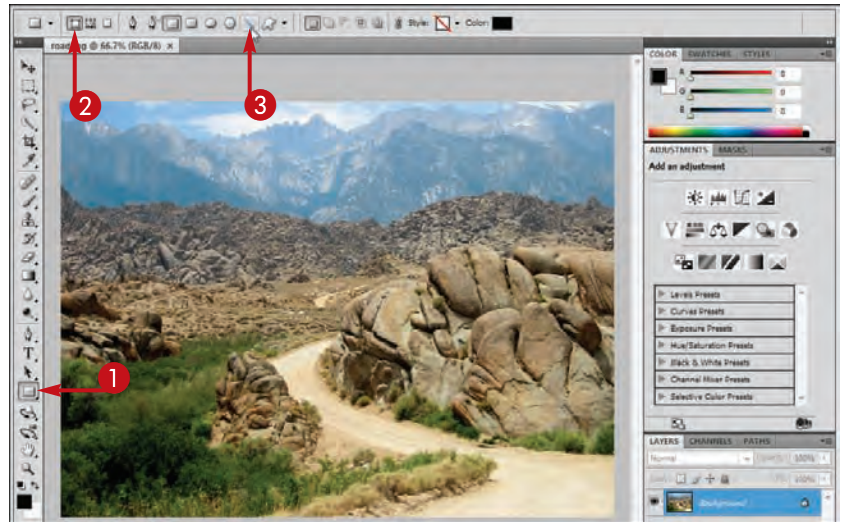 Style: Color:
@ 66.7% (RGB/8) ×
2
3
1
COLOR SWATCHES STYLES
R 0
G 0
B 0
ADJUSTMENTS MASKS
Add an adjustment
Levels Presets
Curves Presets
Exposure Presets
Hue/Saturation Presets
Black & White Presets
Channel Mixer Presets
Selective Color Presets
LAYERS CHANNELS PATHS
Normal Opacity: 100%
100%
Background
T